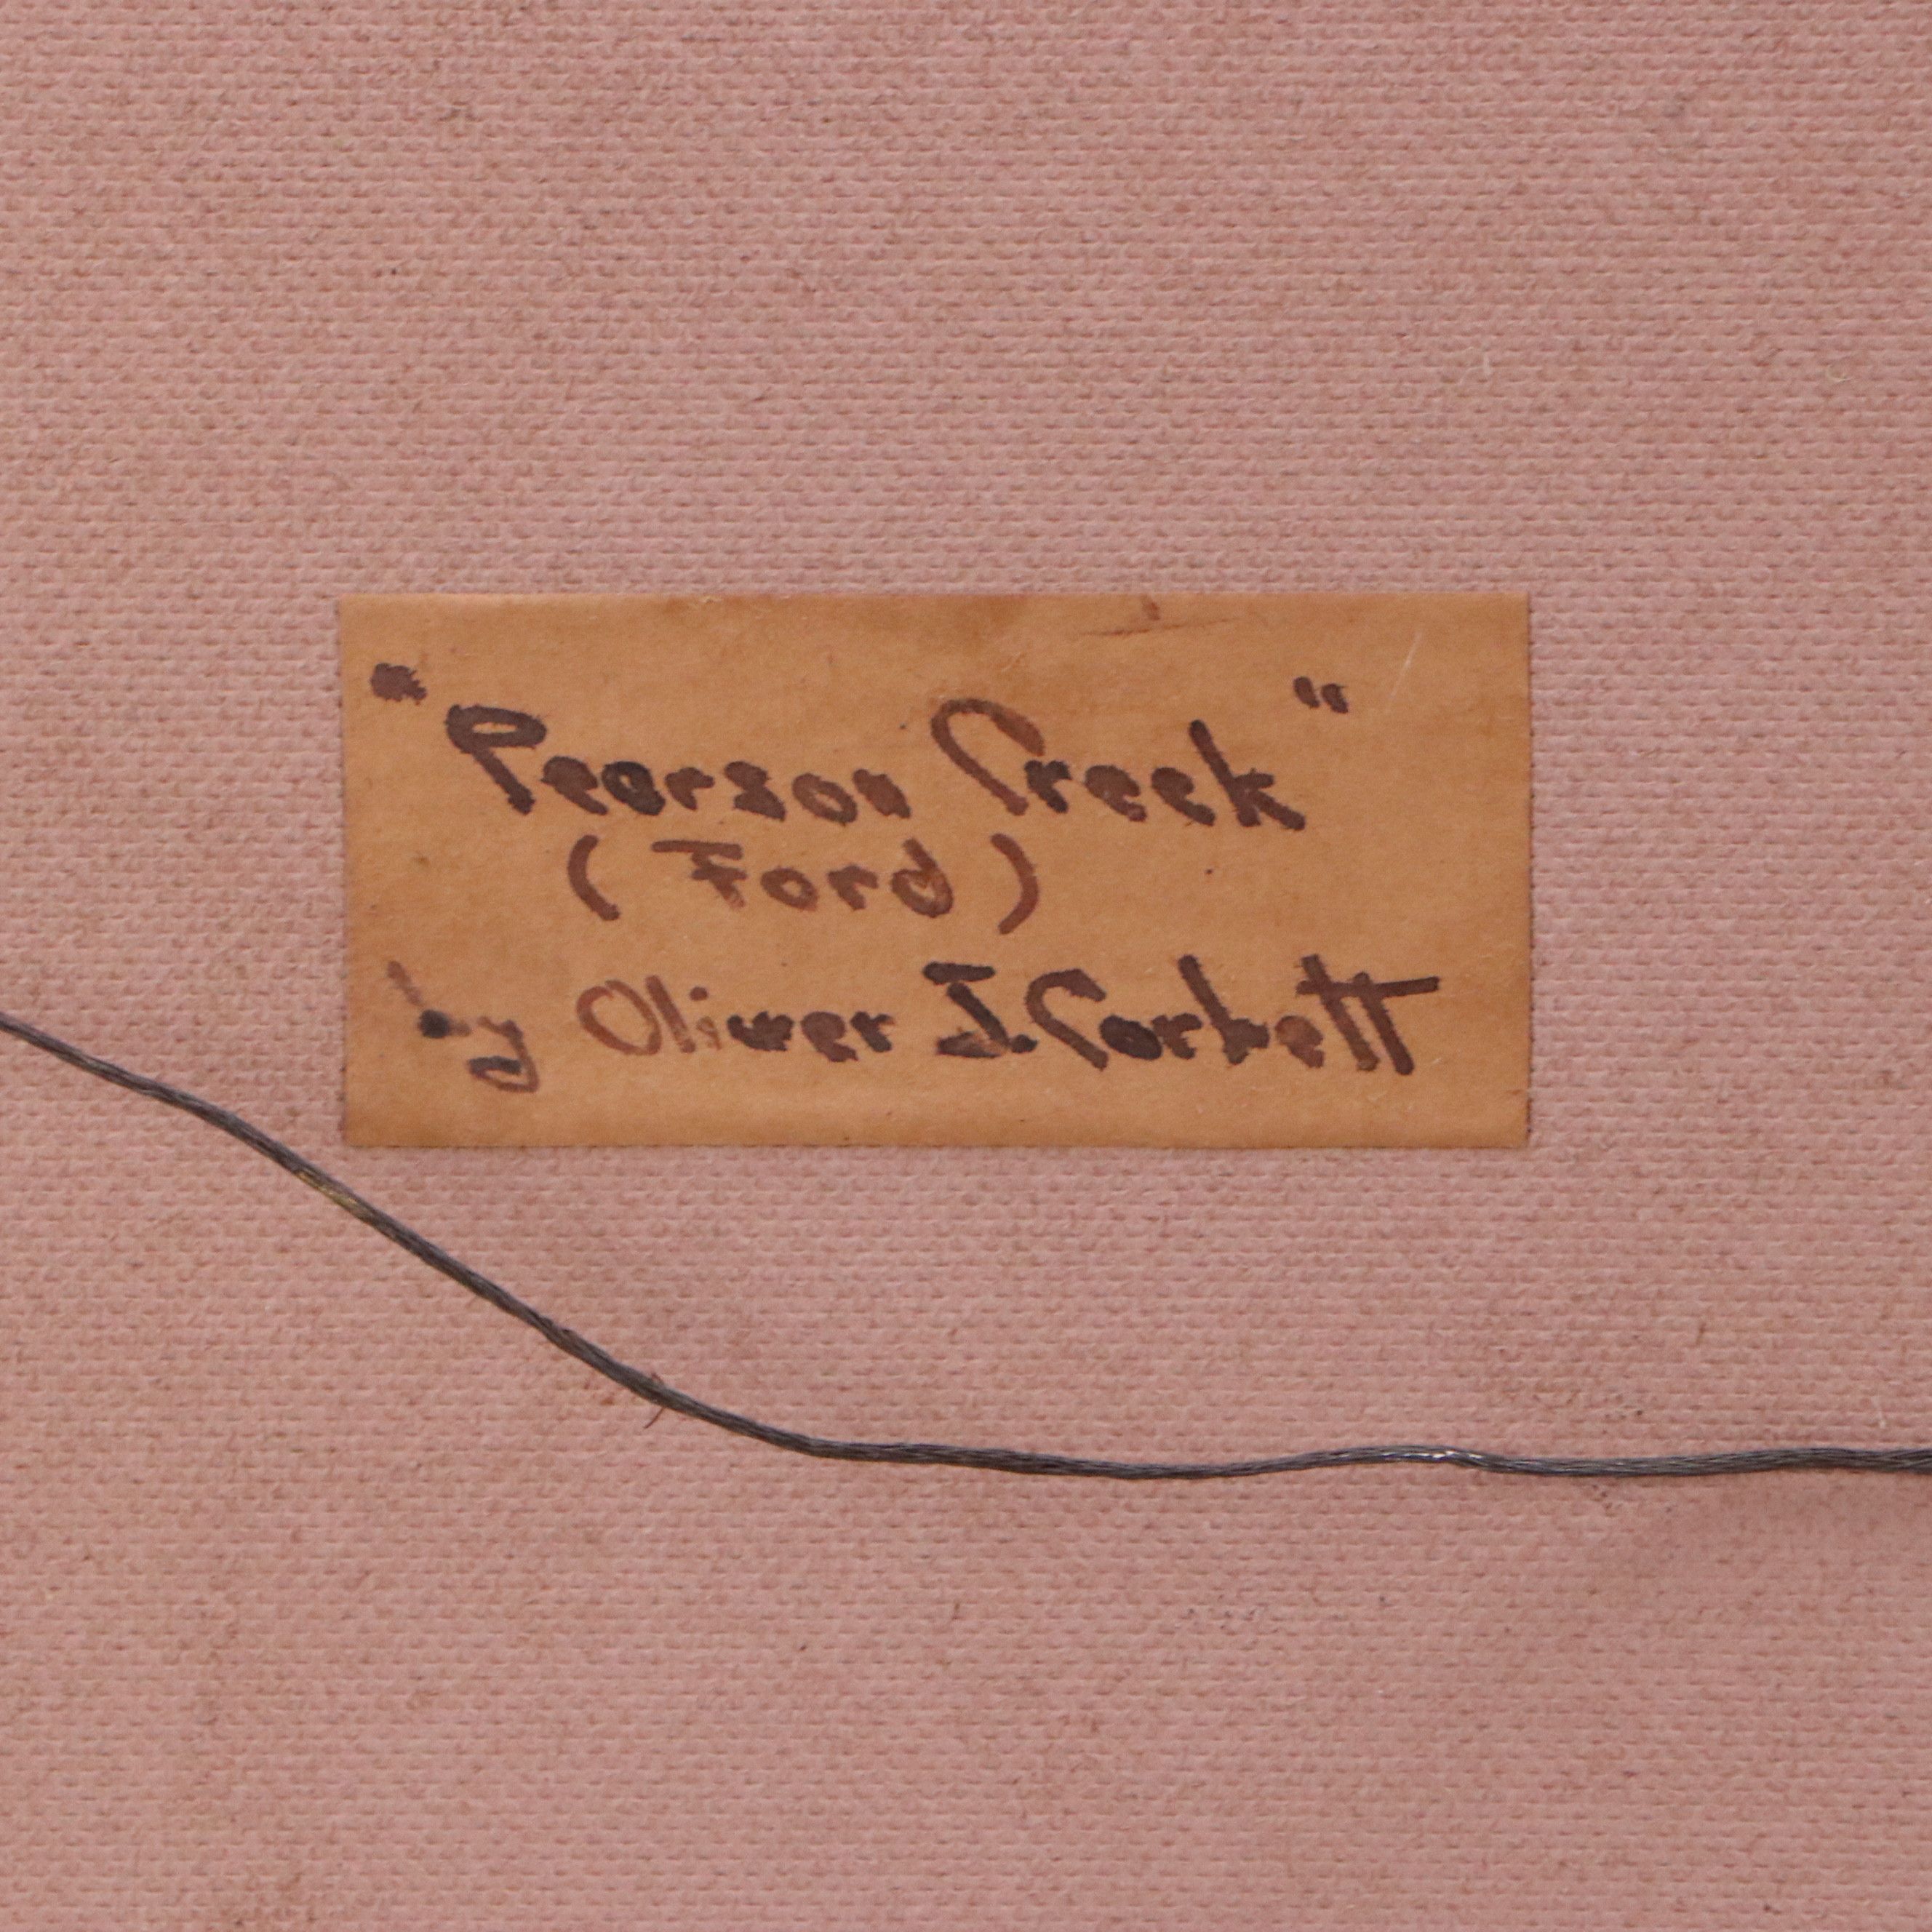 "Pearson Creek"
(Ford)
by Oliver J. Corbett